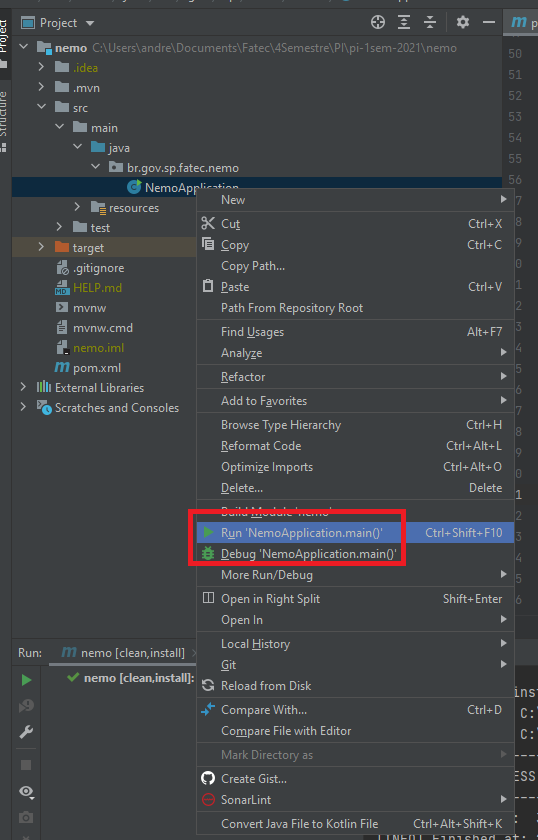 Project
nemo C:\Users\andre\Documents\Fatec\4Semestre\PI\pi-1sem-2021\nemo
.idea
.mvn
src
main
java
br.gov.sp.fatec.nemo
NemoApplication
resources
test
target
.gitignore
HELP.md
mvnw
mvnw.cmd
nemo.iml
pom.xml
External Libraries
Scratches and Consoles
Project
Structure
50
51
52
53
54
55
56
New
Cut Ctrl+X
Copy Ctrl+C
Copy Path...
Paste Ctrl+V
Path From Repository Root
Find Usages Alt+F7
Analyze
Refactor
Add to Favorites
Browse Type Hierarchy Ctrl+H
Reformat Code Ctrl+Alt+L
Optimize Imports Ctrl+Alt+O
Delete... Delete
Build Module 'nemo'
Run 'NemoApplication.main()' Ctrl+Shift+F10
Debug 'NemoApplication.main()'
More Run/Debug
Open in Right Split Shift+Enter
Open In
Local History
Git
Reload from Disk
Compare With... Ctrl+D
Compare File with Editor
Mark Directory as
Create Gist...
SonarLint
Convert Java File to Kotlin File Ctrl+Alt+Shift+K
Run: nemo [clean,install]
nemo [clean,install]: